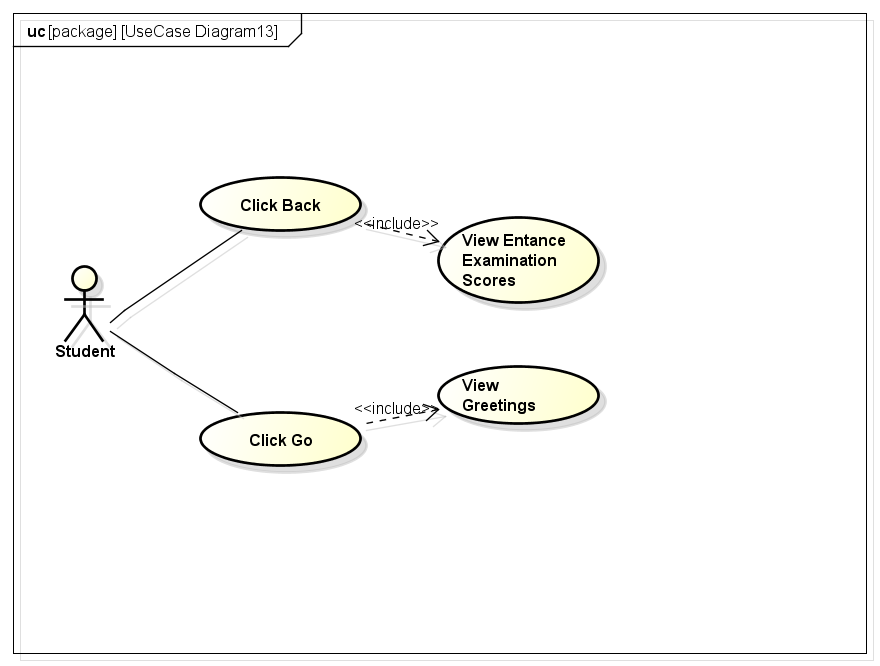 uc [package] [UseCase Diagram13]
Click Back
<<include>>
View Entance
Examination
Scores
Student
View
Greetings
<<include>>
Click Go